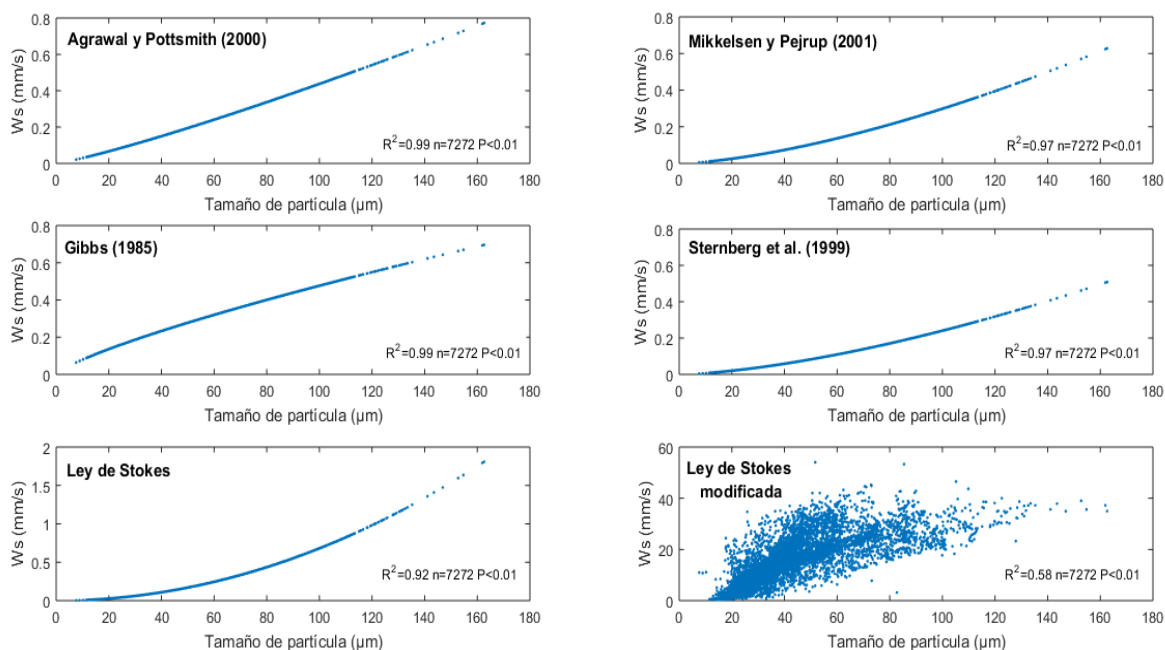 Agrawal y Pottsmith (2000)
Ws (mm/s)
0.8
0.6
0.4
0.2
0
R²=0.99 n=7272 P<0.01
0 20 40 60 80 100 120 140 160 180
Tamaño de partícula (µm)
Mikkelsen y Pejrup (2001)
Ws (mm/s)
0.8
0.6
0.4
0.2
0
R²=0.97 n=7272 P<0.01
0 20 40 60 80 100 120 140 160 180
Tamaño de partícula (µm)
Gibbs (1985)
Ws (mm/s)
0.8
0.6
0.4
0.2
0
R²=0.99 n=7272 P<0.01
0 20 40 60 80 100 120 140 160 180
Tamaño de partícula (µm)
Sternberg et al. (1999)
Ws (mm/s)
0.8
0.6
0.4
0.2
0
R²=0.97 n=7272 P<0.01
0 20 40 60 80 100 120 140 160 180
Tamaño de partícula (µm)
Ley de Stokes
Ws (mm/s)
2
1.5
1
0.5
0
R²=0.92 n=7272 P<0.01
0 20 40 60 80 100 120 140 160 180
Tamaño de partícula (µm)
Ley de Stokes
modificada
Ws (mm/s)
60
40
20
0
R²=0.58 n=7272 P<0.01
0 20 40 60 80 100 120 140 160 180
Tamaño de partícula (µm)